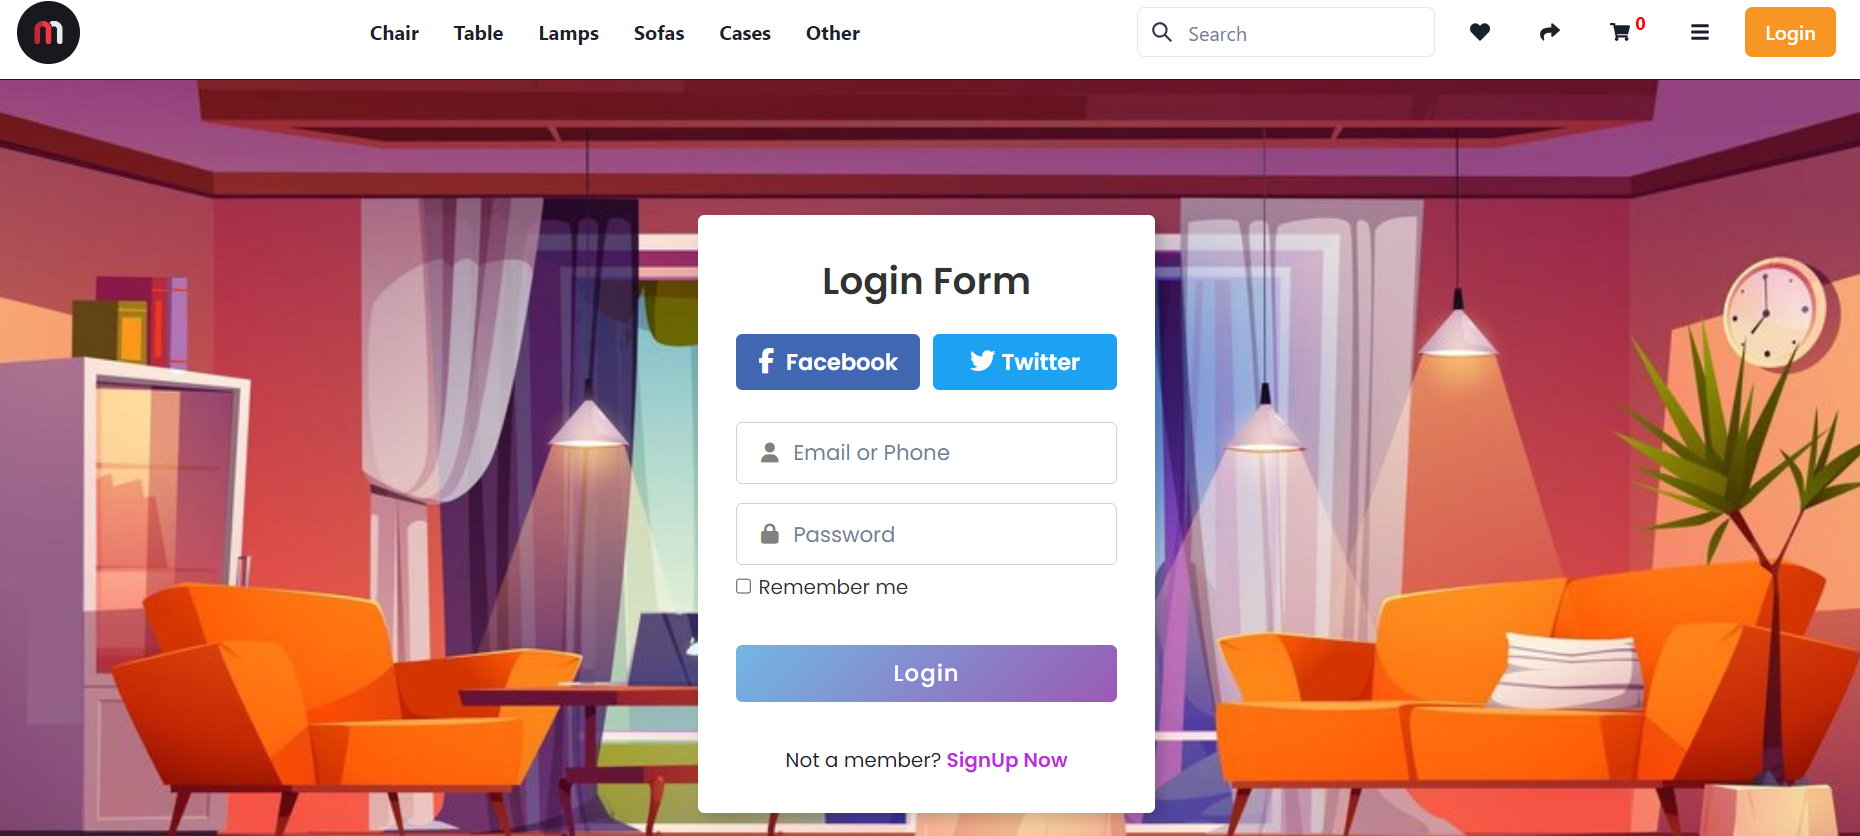 m
Chair Table Lamps Sofas Cases Other
Search
0
Login
Login Form
Facebook Twitter
Email or Phone
Password
Remember me
Login
Not a member? SignUp Now